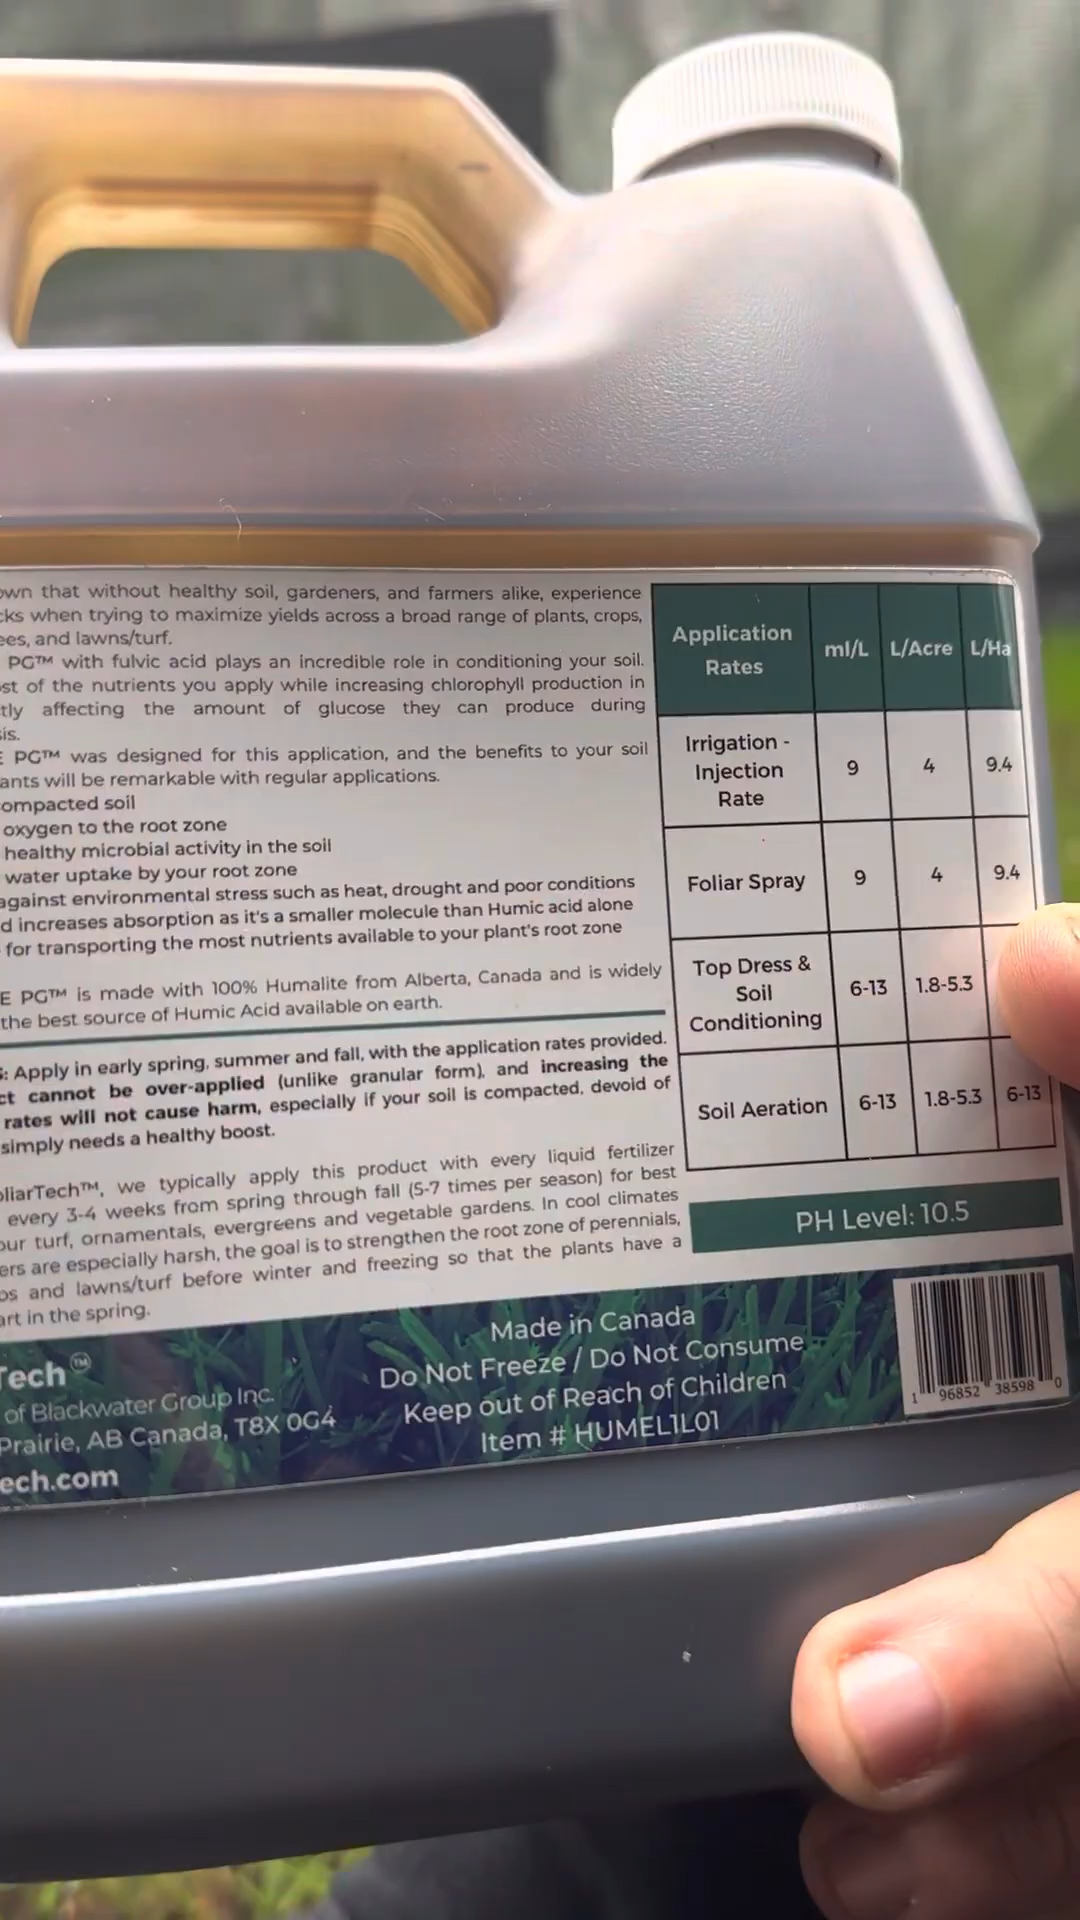 own that without healthy soil, gardeners, and farmers alike, experience
cks when trying to maximize yields across a broad range of plants, crops,
ees, and lawns/turf.
PG™ with fulvic acid plays an incredible role in conditioning your soil.
st of the nutrients you apply while increasing chlorophyll production in
tly affecting the amount of glucose they can produce during
sis.
E PG™ was designed for this application, and the benefits to your soil
ants will be remarkable with regular applications.
ompacted soil
oxygen to the root zone
healthy microbial activity in the soil
water uptake by your root zone
against environmental stress such as heat, drought and poor conditions
d increases absorption as it's a smaller molecule than Humic acid alone
for transporting the most nutrients available to your plant's root zone
E PG™ is made with 100% Humalite from Alberta, Canada and is widely
the best source of Humic Acid available on earth.
S: Apply in early spring, summer and fall, with the application rates provided.
ct cannot be over-applied (unlike granular form), and increasing the
rates will not cause harm, especially if your soil is compacted, devoid of
simply needs a healthy boost.
oliarTech™, we typically apply this product with every liquid fertilizer
every 3-4 weeks from spring through fall (5-7 times per season) for best
our turf, ornamentals, evergreens and vegetable gardens. In cool climates
ers are especially harsh, the goal is to strengthen the root zone of perennials,
bs and lawns/turf before winter and freezing so that the plants have a
art in the spring.
Application Rates ml/L L/Acre L/Ha
Irrigation - Injection Rate 9 4 9.4
Foliar Spray 9 4 9.4
Top Dress & Soil Conditioning 6-13 1.8-5.3
Soil Aeration 6-13 1.8-5.3 6-13
PH Level: 10.5
Tech™
of Blackwater Group Inc.
Prairie, AB Canada, T8X 0G4
ech.com
Made in Canada
Do Not Freeze / Do Not Consume
Keep out of Reach of Children
Item # HUMEL1L01
1 96852 38598 0